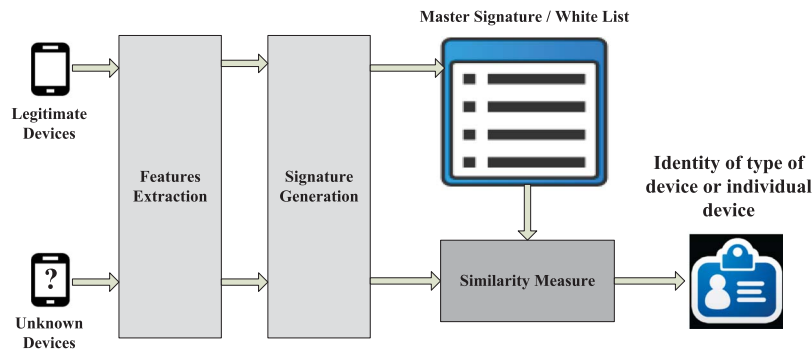 Master Signature / White List
Legitimate
Devices
Features
Extraction
Signature
Generation
Identity of type of
device or individual
device
?
Similarity Measure
Unknown
Devices